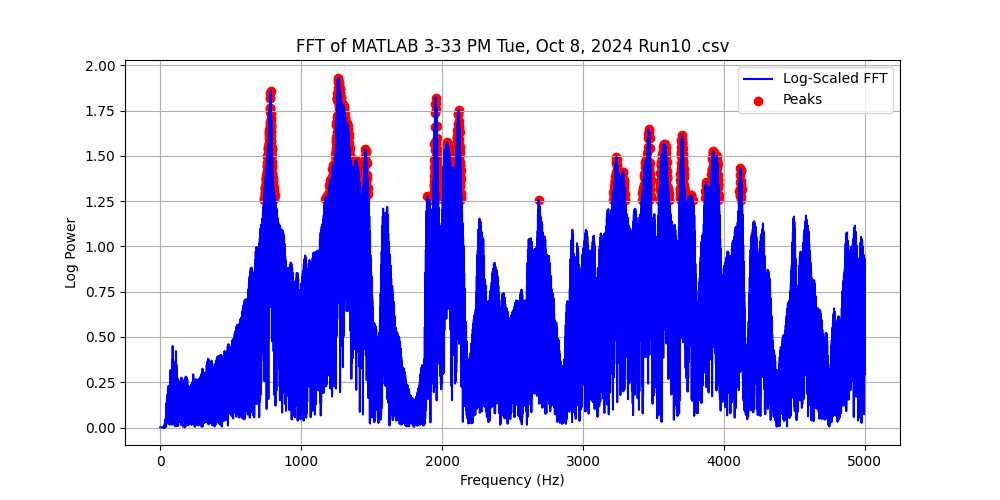 FFT of MATLAB 3-33 PM Tue, Oct 8, 2024 Run10 .csv
Log-Scaled FFT
Peaks
2.00
1.75
1.50
1.25
1.00
0.75
0.50
0.25
0.00
Log Power
0 1000 2000 3000 4000 5000
Frequency (Hz)